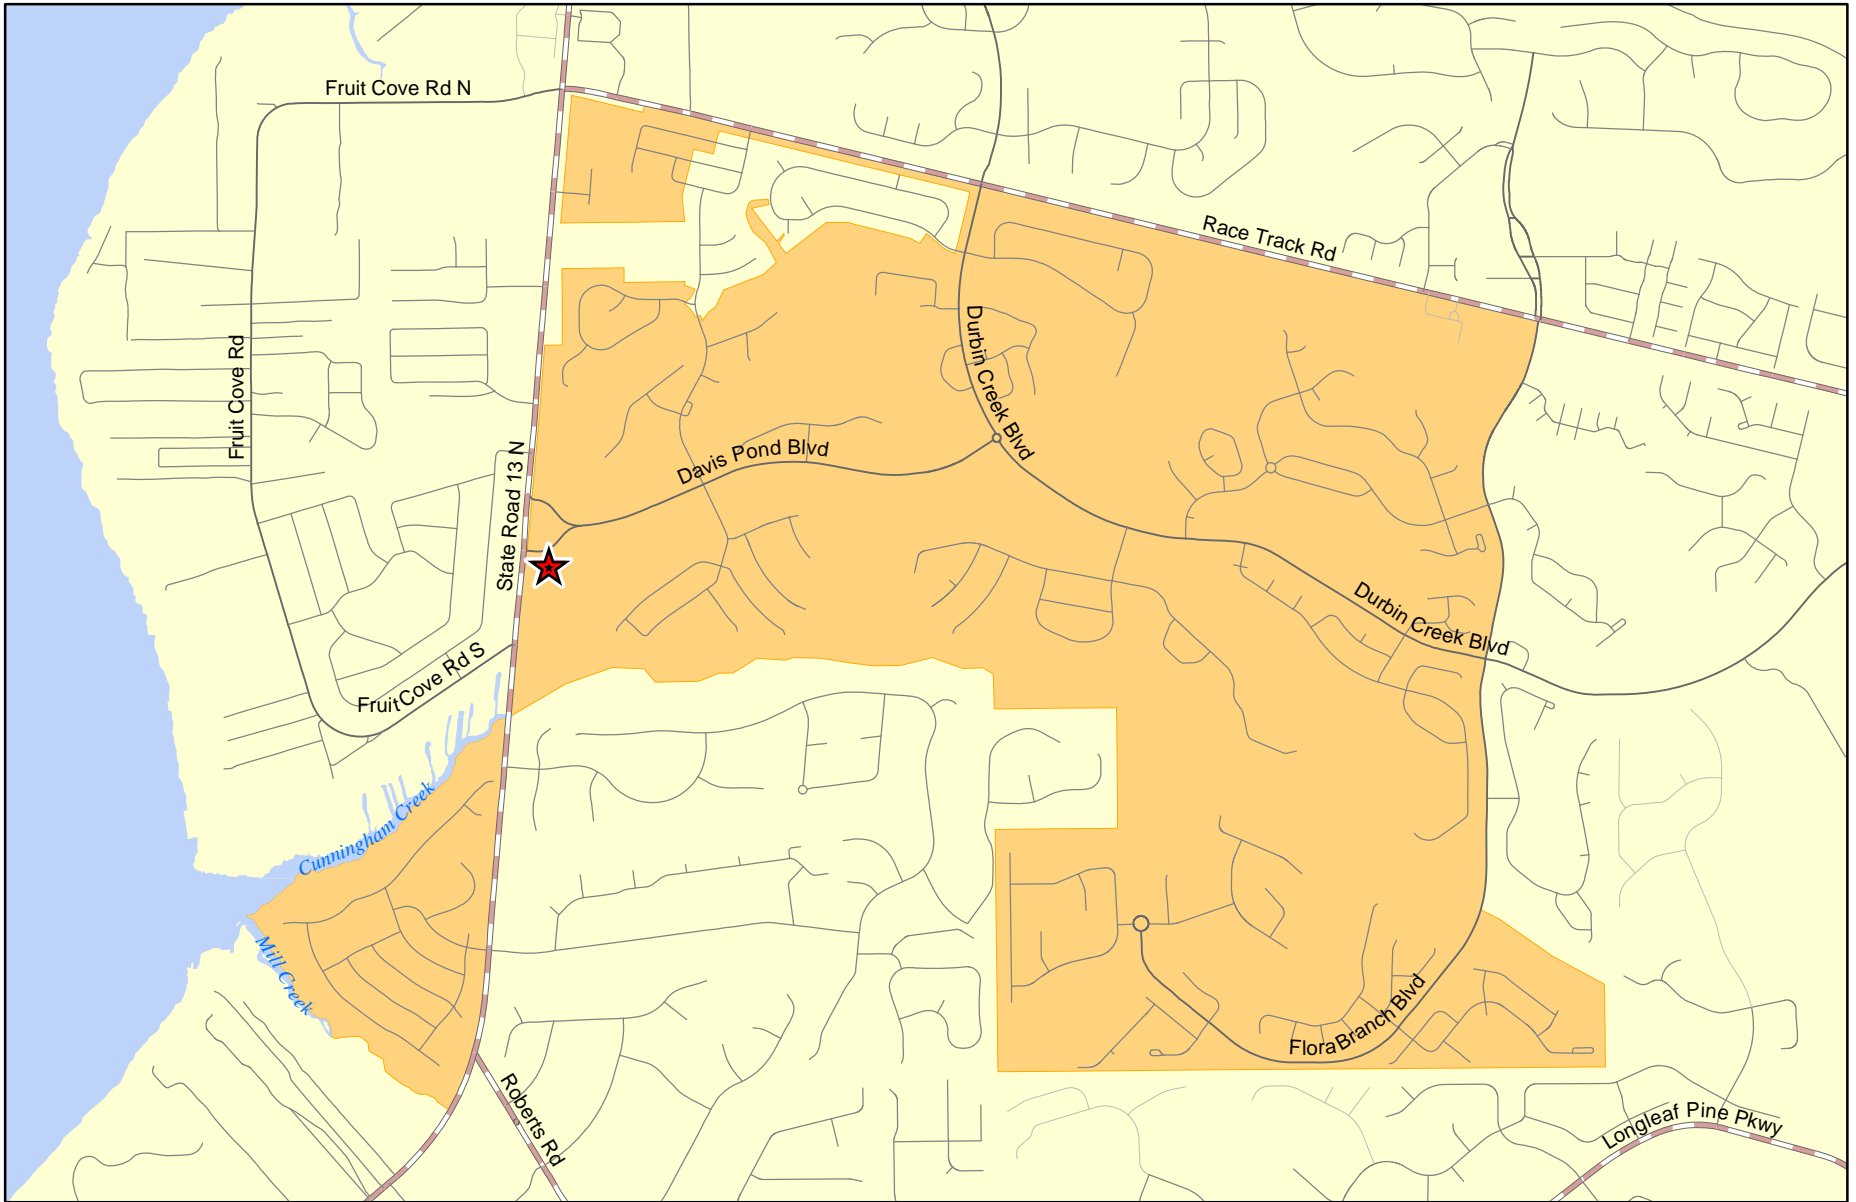 Fruit Cove Rd N
Race Track Rd
Fruit Cove Rd
Durbin Creek Blvd
State Road 13 N
Davis Pond Blvd
Durbin Creek Blvd
Fruit Cove Rd S
Cunningham Creek
Mill Creek
Flora Branch Blvd
Roberts Rd
Longleaf Pine Pkwy